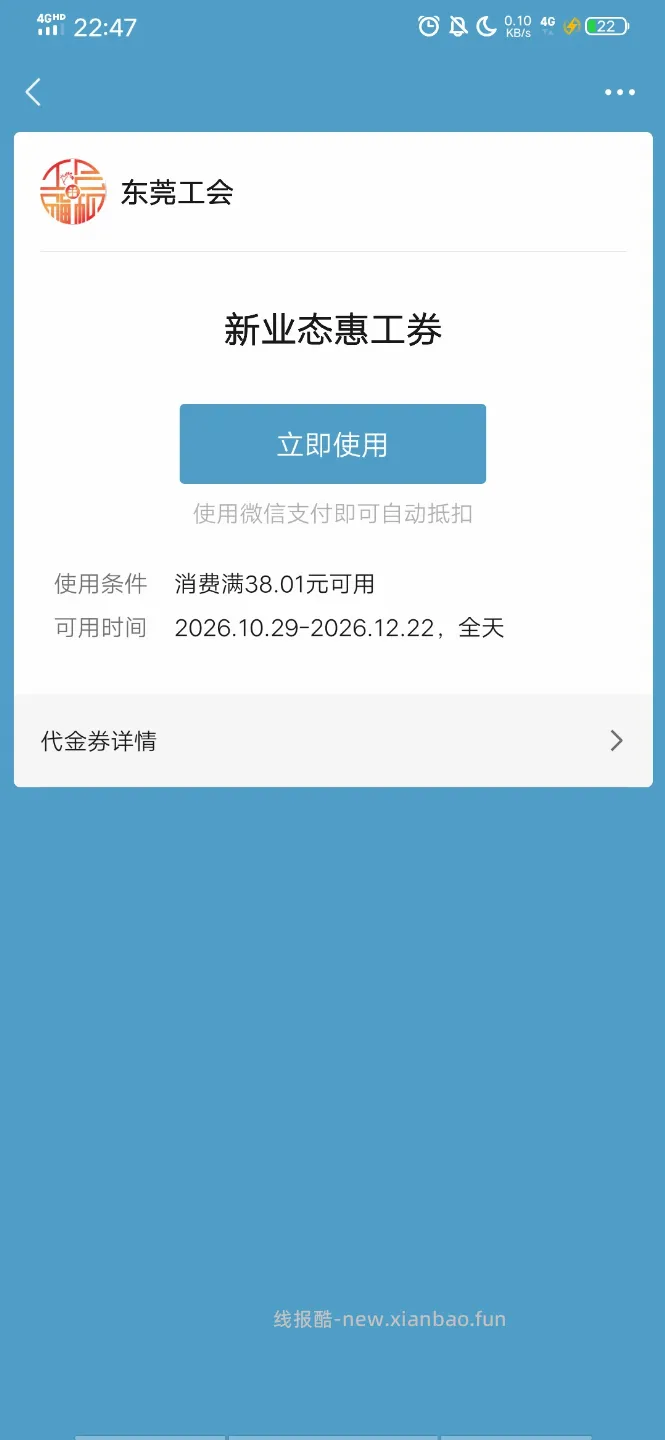 4GHD 22:47 0.10 KB/s 4G 22
东莞工会
新业态惠工券
立即使用
使用微信支付即可自动抵扣
使用条件 消费满38.01元可用
可用时间 2026.10.29-2026.12.22，全天
代金券详情
线报酷-new.xianbao.fun